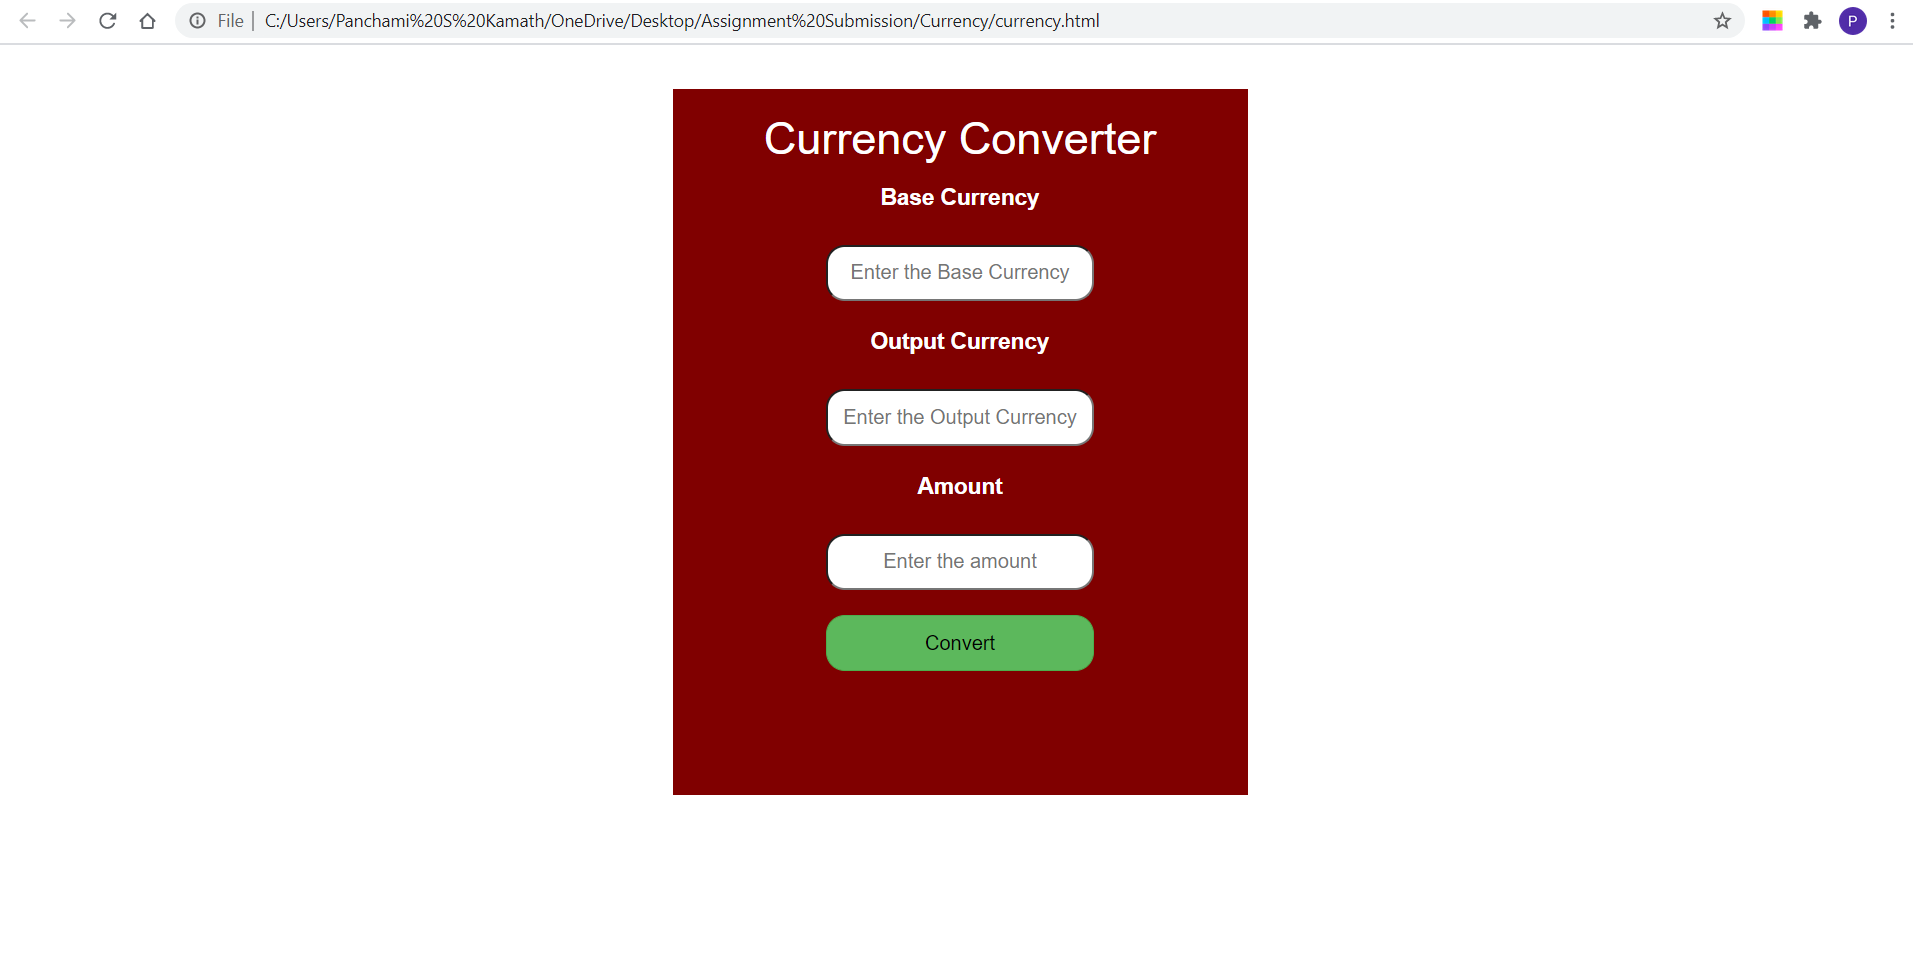 File | C:/Users/Panchami%20S%20Kamath/OneDrive/Desktop/Assignment%20Submission/Currency/currency.html
P
Currency Converter
Base Currency
Enter the Base Currency
Output Currency
Enter the Output Currency
Amount
Enter the amount
Convert